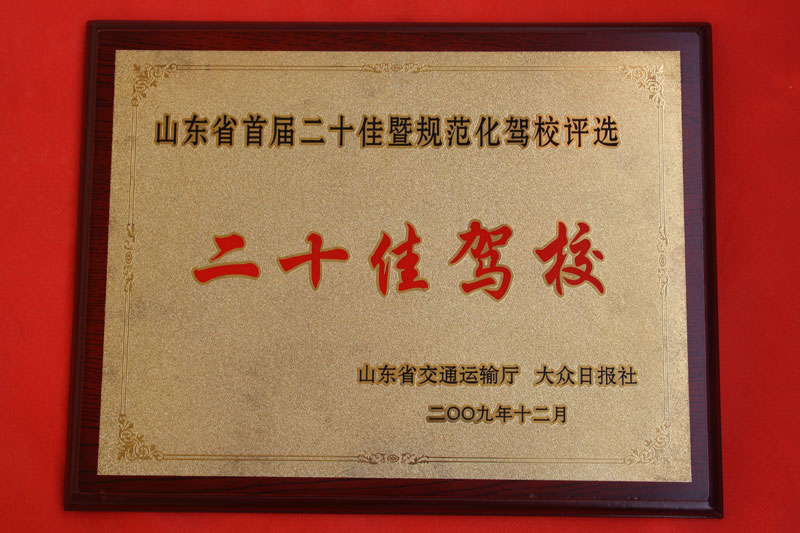 山东省首届二十佳暨规范化驾校评选
二十佳驾校
山东省交通运输厅 大众日报社
二〇〇九年十二月